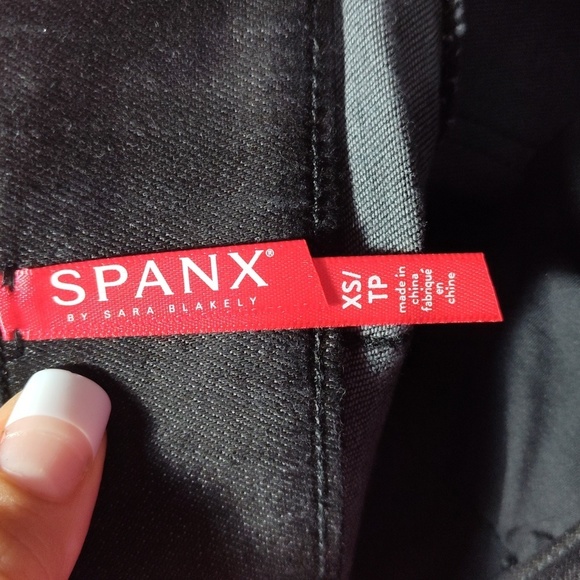 SPANX®
BY SARA BLAKELY
XS/
TP
made in
china
fabriqué
en
chine